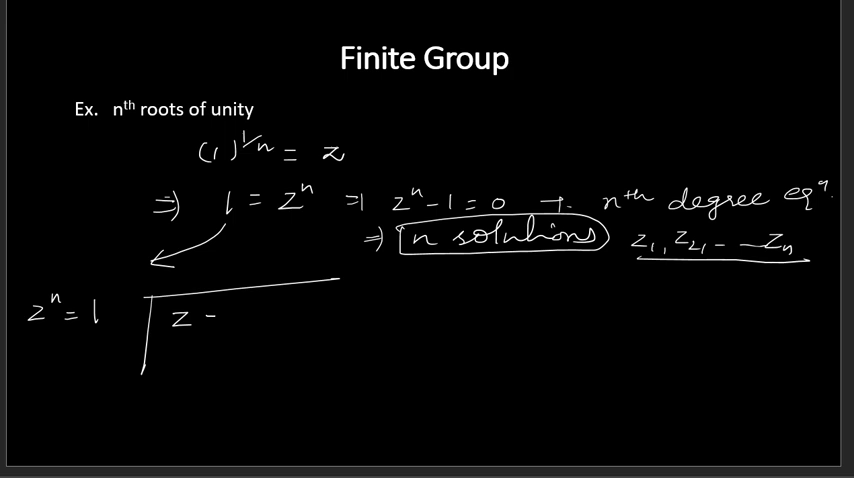 Finite Group
Ex. nth roots of unity
(1)^1/n = z
⇒ 1 = z^n ⇒ z^n - 1 = 0 → nth degree eqn.
⇒ n solutions z1, z2, - - zn
z^n = 1 z -